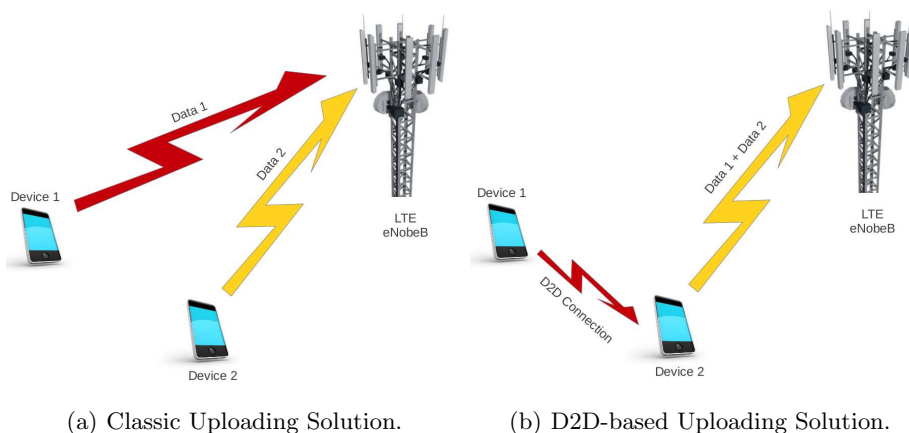 Data 1
Data 2
Device 1
LTE
eNobeB
Device 2
(a) Classic Uploading Solution.
Data 1 + Data 2
Device 1
LTE
eNobeB
D2D Connection
Device 2
(b) D2D-based Uploading Solution.